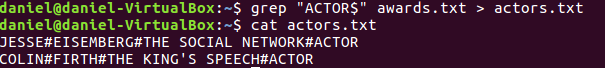 daniel@daniel-VirtualBox:~$ grep "ACTOR$" awards.txt > actors.txt
daniel@daniel-VirtualBox:~$ cat actors.txt
JESSE#EISEMBERG#THE SOCIAL NETWORK#ACTOR
COLIN#FIRTH#THE KING'S SPEECH#ACTOR